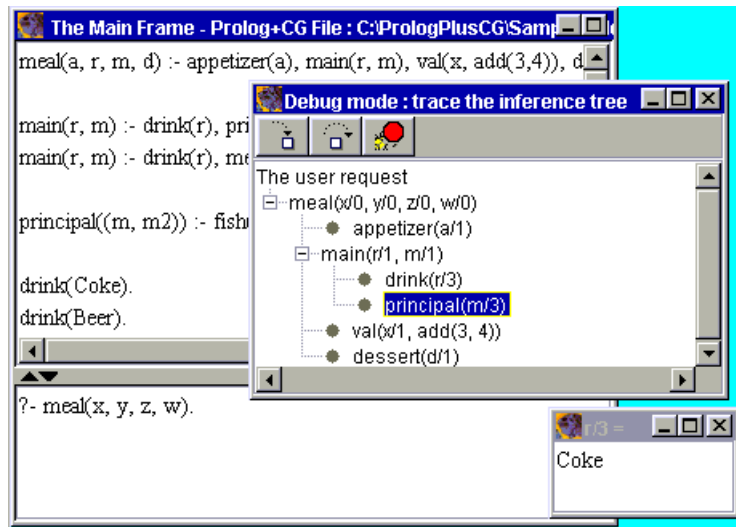 The Main Frame - Prolog+CG File : C:\PrologPlusCG\Samp
meal(a, r, m, d) :- appetizer(a), main(r, m), val(x, add(3,4)), d
main(r, m) :- drink(r), pri
main(r, m) :- drink(r), me
principal((m, m2)) :- fish
drink(Coke).
drink(Beer).
?- meal(x, y, z, w).
Debug mode : trace the inference tree
The user request
meal(x/0, y/0, z/0, w/0)
appetizer(a/1)
main(r/1, m/1)
drink(r/3)
principal(m/3)
val(x/1, add(3, 4))
dessert(d/1)
r/3 =
Coke